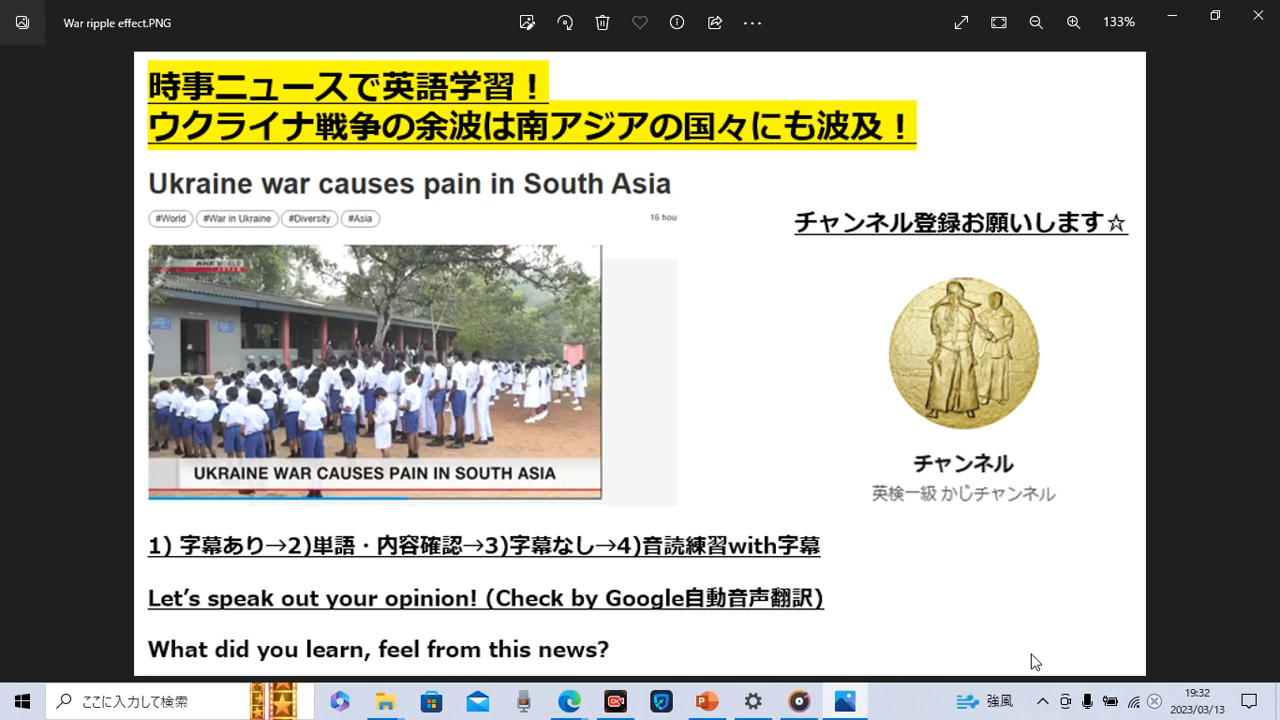 War ripple effect.PNG
133%
時事ニュースで英語学習！
ウクライナ戦争の余波は南アジアの国々にも波及！
Ukraine war causes pain in South Asia
#World #War in Ukraine #Diversity #Asia
16 hou
チャンネル登録お願いします☆
NHK WORLD
JAPAN
NHK NEWSLINE
UKRAINE WAR CAUSES PAIN IN SOUTH ASIA
チャンネル
英検一級 かじチャンネル
1) 字幕あり→2)単語・内容確認→3)字幕なし→4)音読練習with字幕
Let's speak out your opinion! (Check by Google自動音声翻訳)
What did you learn, feel from this news?
ここに入力して検索
強風
19:32
2023/03/13